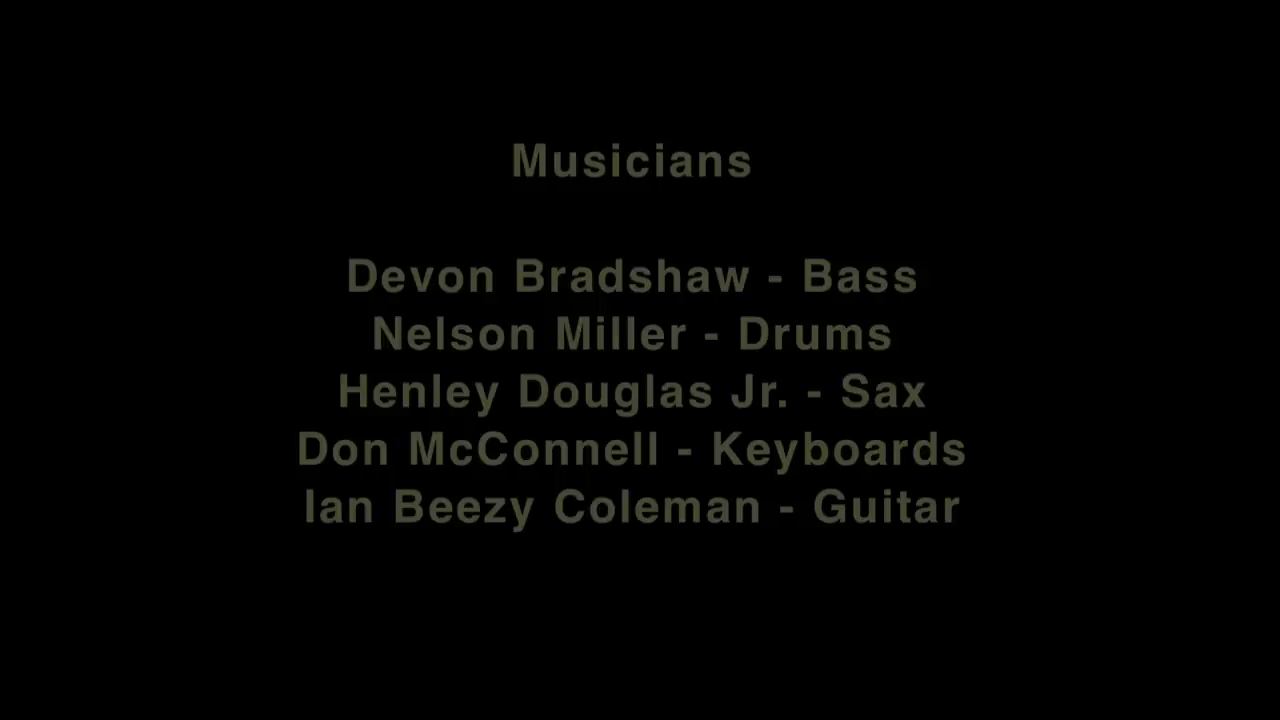 Musicians
Devon Bradshaw - Bass
Nelson Miller - Drums
Henley Douglas Jr. - Sax
Don McConnell - Keyboards
Ian Beezy Coleman - Guitar